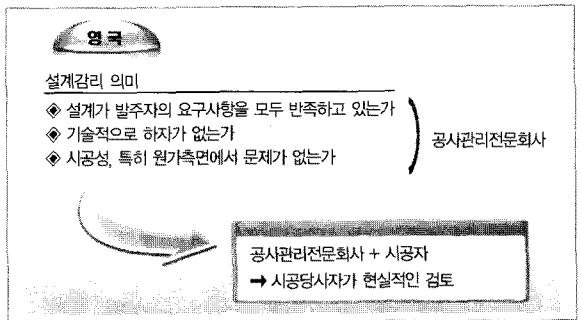 영국
설계감리 의미
◈ 설계가 발주자의 요구사항을 모두 반족하고 있는가
◈ 기술적으로 하자가 없는가
◈ 시공성, 특히 원가측면에서 문제가 없는가
공사관리전문회사
공사관리전문회사 + 시공자
➡ 시공당사자가 현실적인 검토